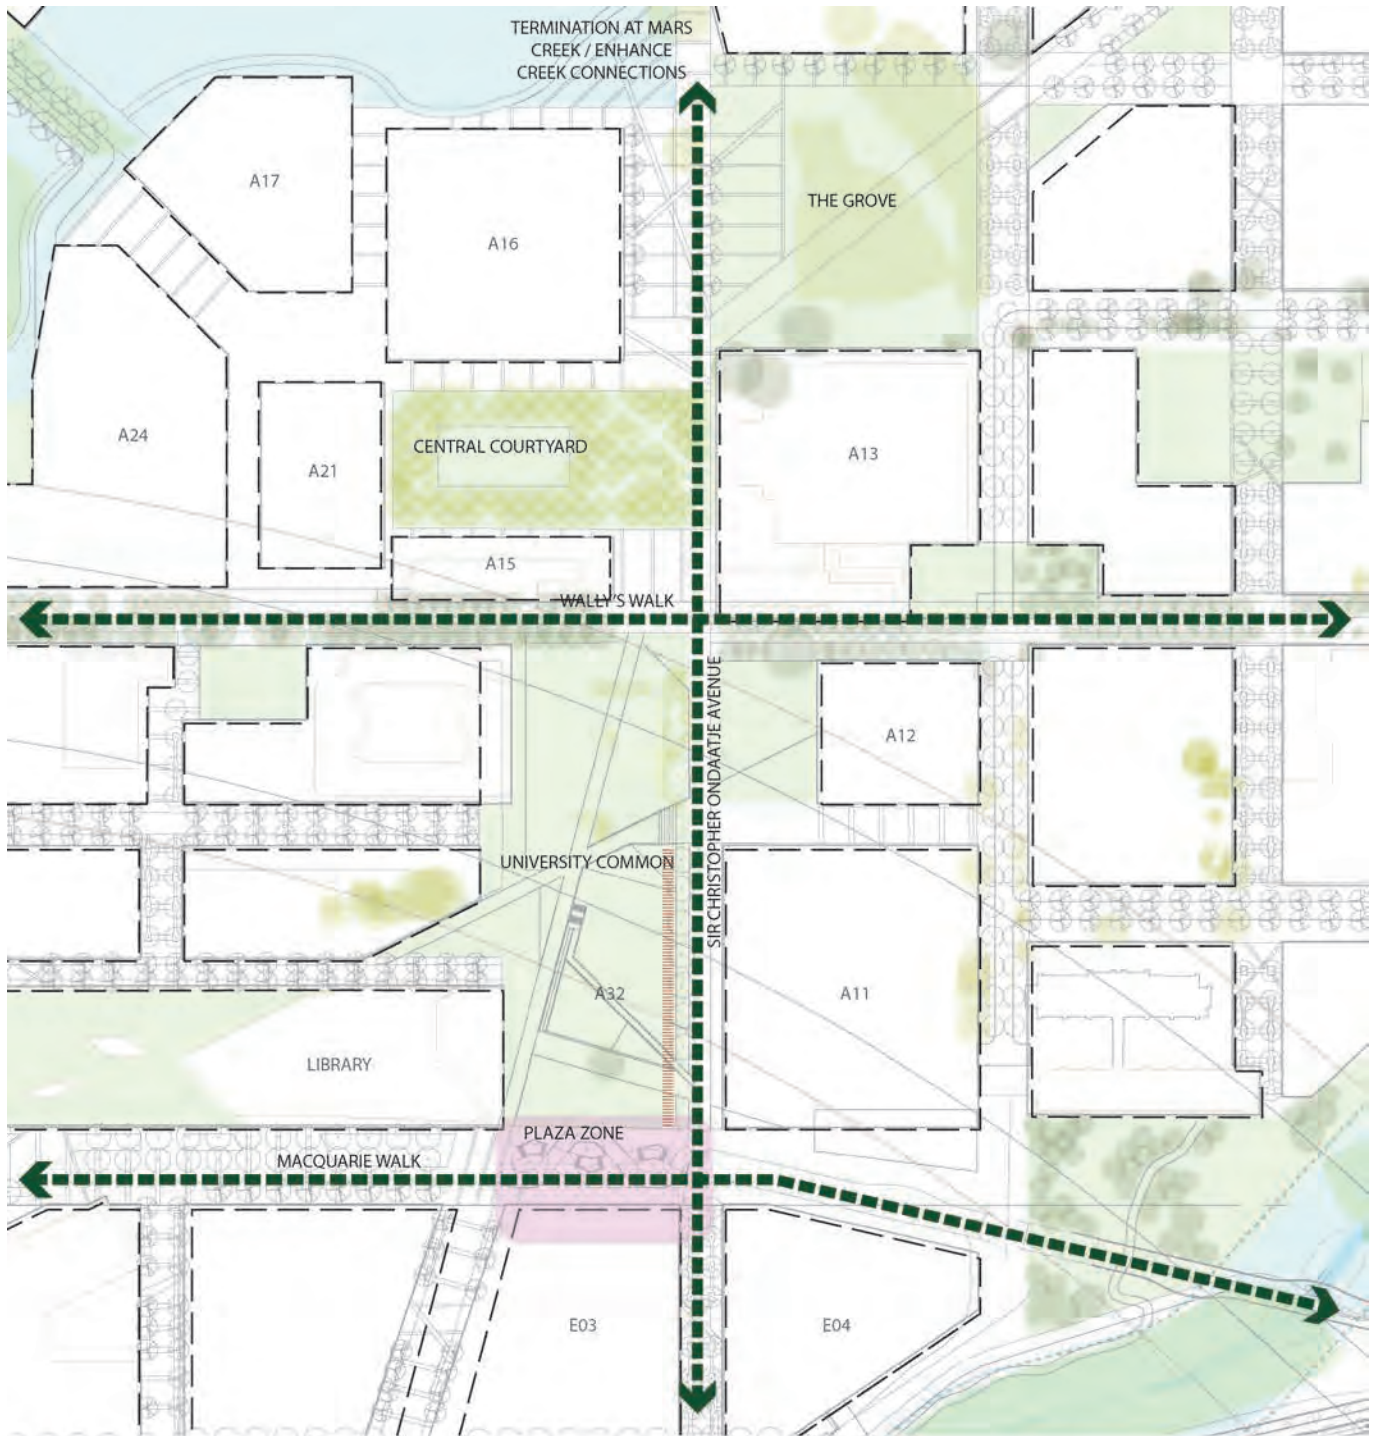 TERMINATION AT MARS
CREEK / ENHANCE
CREEK CONNECTIONS
A17
THE GROVE
A16
A24
A21
CENTRAL COURTYARD
A13
A15
WALLY'S WALK
SIR CHRISTOPHER ONDAATJE AVENUE
A12
UNIVERSITY COMMON
A32
A11
LIBRARY
PLAZA ZONE
MACQUARIE WALK
E03
E04